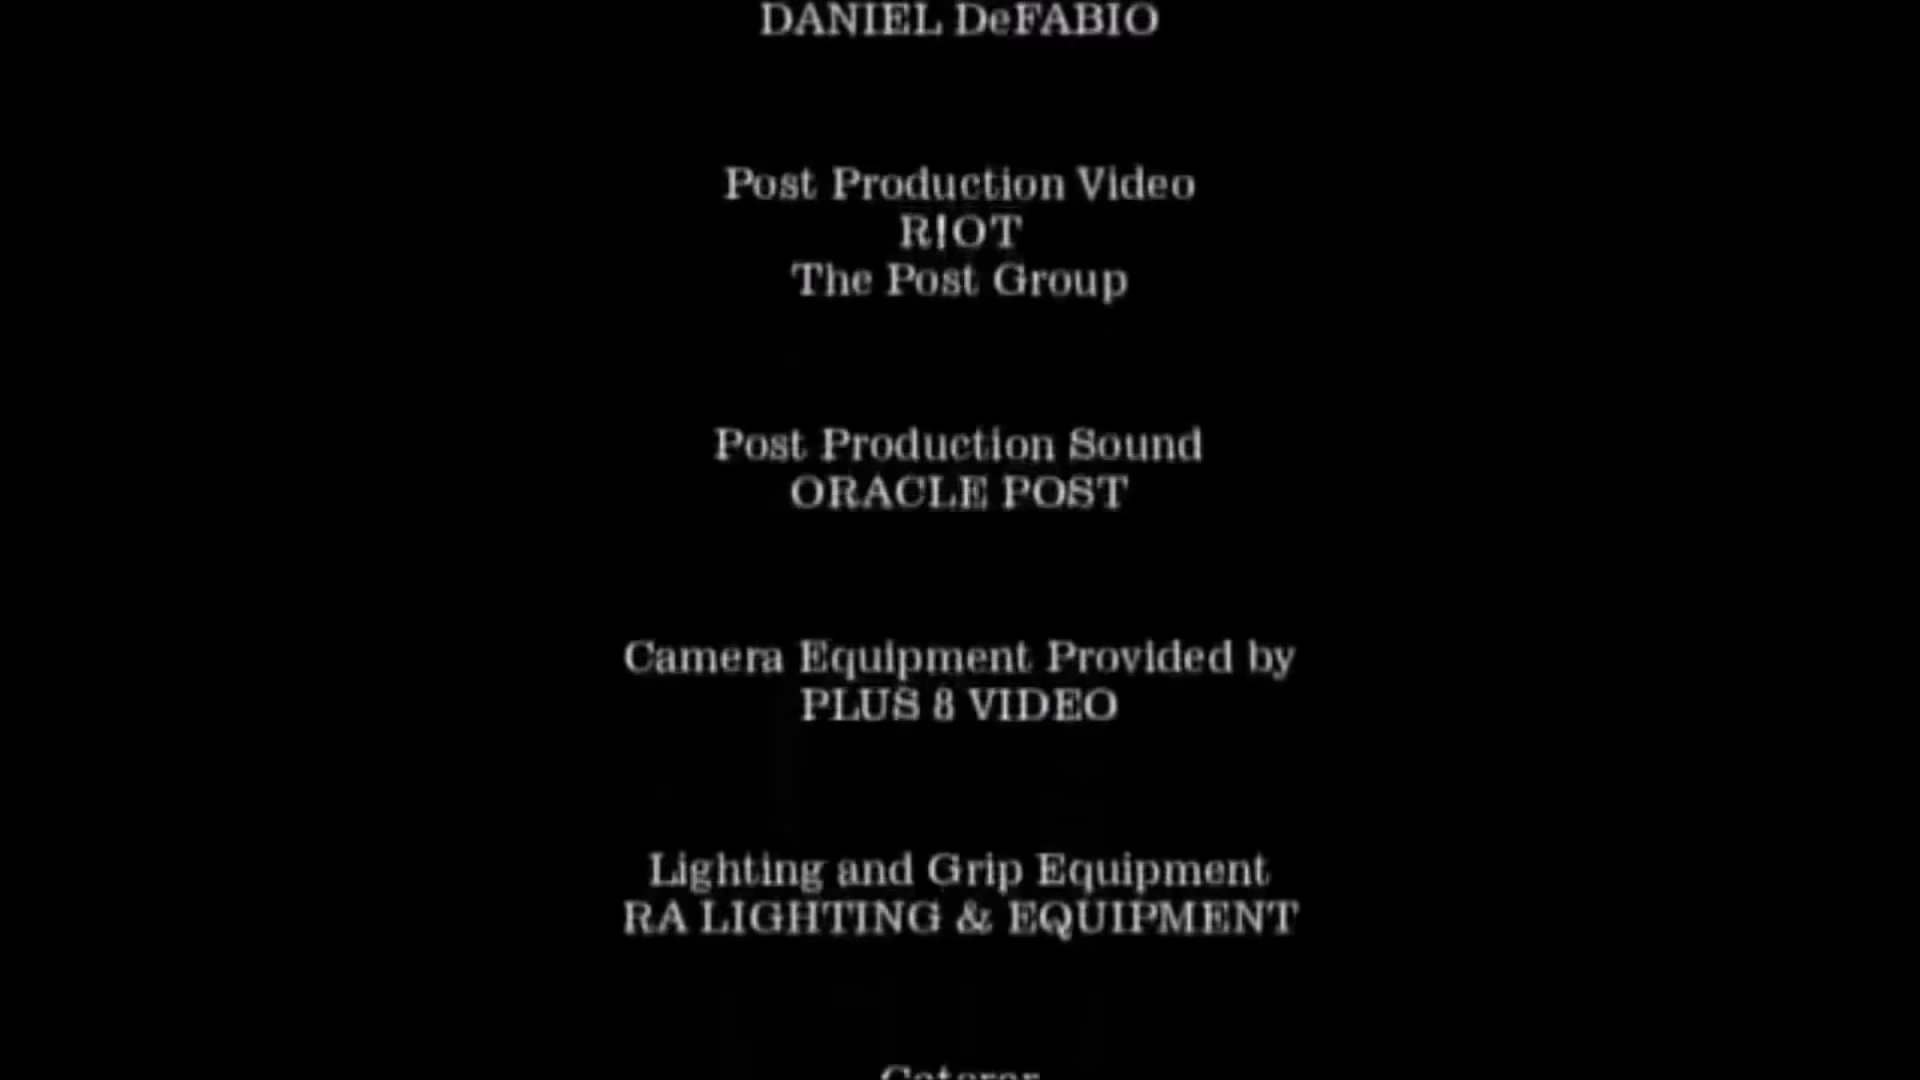 DANIEL DeFABIO
Post Production Video
R!OT
The Post Group
Post Production Sound
ORACLE POST
Camera Equipment Provided by
PLUS 8 VIDEO
Lighting and Grip Equipment
RA LIGHTING & EQUIPMENT
Caterer